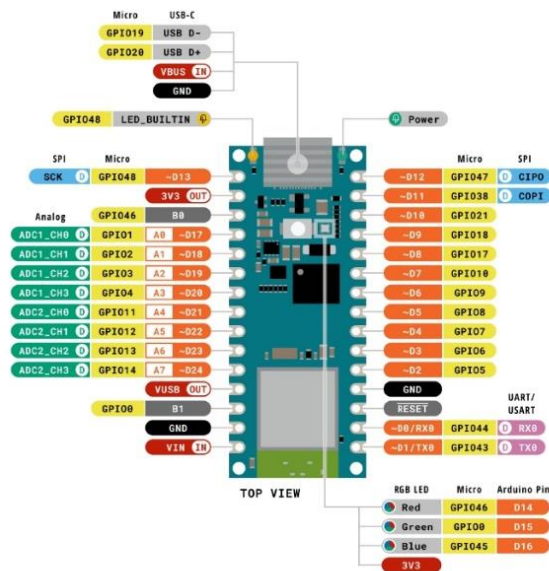 Micro USB-C
GPIO19 USB D-
GPIO20 USB D+
VBUS IN
GND
GPIO48 LED_BUILTIN
Power
SPI Micro
SCK D GPIO48 ~D13
3V3 OUT
GPIO46 B0
Analog
ADC1_CH0 D GPIO1 A0 ~D17
ADC1_CH1 D GPIO2 A1 ~D18
ADC1_CH2 D GPIO3 A2 ~D19
ADC1_CH3 D GPIO4 A3 ~D20
ADC2_CH0 D GPIO11 A4 ~D21
ADC2_CH1 D GPIO12 A5 ~D22
ADC2_CH2 D GPIO13 A6 ~D23
ADC2_CH3 D GPIO14 A7 ~D24
VUSB OUT
GPIO0 B1
GND
VIN IN
Micro SPI
~D12 GPIO47 D CIPO
~D11 GPIO38 D COPI
~D10 GPIO21
~D9 GPIO18
~D8 GPIO17
~D7 GPIO10
~D6 GPIO9
~D5 GPIO8
~D4 GPIO7
~D3 GPIO6
~D2 GPIO5
GND
RESET
UART/
USART
~D0/RX0 GPIO44 D RX0
~D1/TX0 GPIO43 D TX0
TOP VIEW
RGB LED Micro Arduino Pin
Red GPIO46 D14
Green GPIO0 D15
Blue GPIO45 D16
3V3